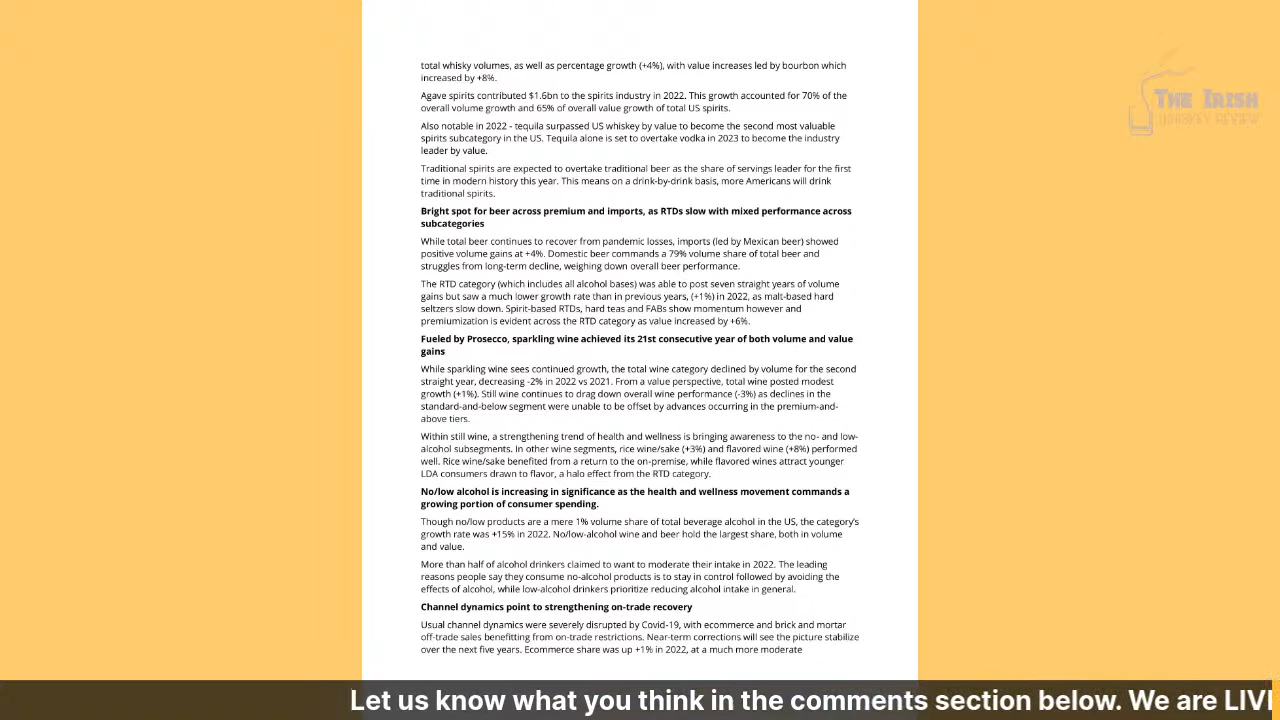 total whisky volumes, as well as percentage growth (+4%), with value increases led by bourbon which
increased by +8%.
Agave spirits contributed $1.6bn to the spirits industry in 2022. This growth accounted for 70% of the
overall volume growth and 65% of overall value growth of total US spirits.
Also notable in 2022 - tequila surpassed US whiskey by value to become the second most valuable
spirits subcategory in the US. Tequila alone is set to overtake vodka in 2023 to become the industry
leader by value.
Traditional spirits are expected to overtake traditional beer as the share of servings leader for the first
time in modern history this year. This means on a drink-by-drink basis, more Americans will drink
traditional spirits.
Bright spot for beer across premium and imports, as RTDs slow with mixed performance across
subcategories
While total beer continues to recover from pandemic losses, imports (led by Mexican beer) showed
positive volume gains at +4%. Domestic beer commands a 79% volume share of total beer and
struggles from long-term decline, weighing down overall beer performance.
The RTD category (which includes all alcohol bases) was able to post seven straight years of volume
gains but saw a much lower growth rate than in previous years, (+1%) in 2022, as malt-based hard
seltzers slow down. Spirit-based RTDs, hard teas and FABs show momentum however and
premiumization is evident across the RTD category as value increased by +6%.
Fueled by Prosecco, sparkling wine achieved its 21st consecutive year of both volume and value
gains
While sparkling wine sees continued growth, the total wine category declined by volume for the second
straight year, decreasing -2% in 2022 vs 2021. From a value perspective, total wine posted modest
growth (+1%). Still wine continues to drag down overall wine performance (-3%) as declines in the
standard-and-below segment were unable to be offset by advances occurring in the premium-and-
above tiers.
Within still wine, a strengthening trend of health and wellness is bringing awareness to the no- and low-
alcohol subsegments. In other wine segments, rice wine/sake (+3%) and flavored wine (+8%) performed
well. Rice wine/sake benefited from a return to the on-premise, while flavored wines attract younger
LDA consumers drawn to flavor, a halo effect from the RTD category.
No/low alcohol is increasing in significance as the health and wellness movement commands a
growing portion of consumer spending.
Though no/low products are a mere 1% volume share of total beverage alcohol in the US, the category's
growth rate was +15% in 2022. No/low-alcohol wine and beer hold the largest share, both in volume
and value.
More than half of alcohol drinkers claimed to want to moderate their intake in 2022. The leading
reasons people say they consume no-alcohol products is to stay in control followed by avoiding the
effects of alcohol, while low-alcohol drinkers prioritize reducing alcohol intake in general.
Channel dynamics point to strengthening on-trade recovery
Usual channel dynamics were severely disrupted by Covid-19, with ecommerce and brick and mortar
off-trade sales benefitting from on-trade restrictions. Near-term corrections will see the picture stabilize
over the next five years. Ecommerce share was up +1% in 2022, at a much more moderate
The Irish
Whiskey Review
Let us know what you think in the comments section below. We are LIV